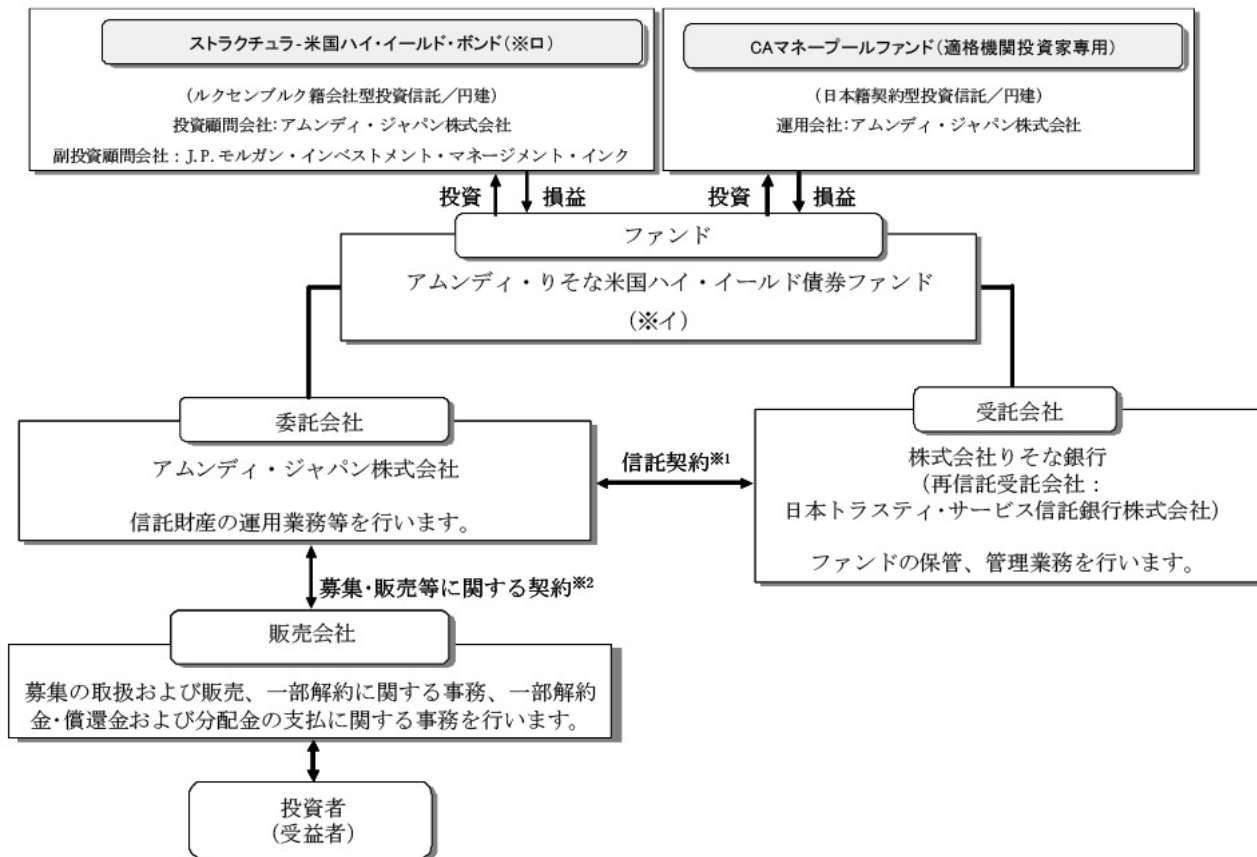 ストラクチュラ-米国ハイ・イールド・ボンド(※ロ)
(ルクセンブルク籍会社型投資信託/円建)
投資顧問会社:アムンディ・ジャパン株式会社
副投資顧問会社:J.P.モルガン・インベストメント・マネージメント・インク
CAマネープールファンド(適格機関投資家専用)
(日本籍契約型投資信託/円建)
運用会社:アムンディ・ジャパン株式会社
投資
損益
投資
損益
ファンド
アムンディ・りそな米国ハイ・イールド債券ファンド
(※イ)
委託会社
アムンディ・ジャパン株式会社
信託財産の運用業務等を行います。
信託契約※1
受託会社
株式会社りそな銀行
(再信託受託会社:
日本トラスティ・サービス信託銀行株式会社)
ファンドの保管、管理業務を行います。
募集・販売等に関する契約※2
販売会社
募集の取扱および販売、一部解約に関する事務、一部解約
金・償還金および分配金の支払に関する事務を行います。
投資者
(受益者)